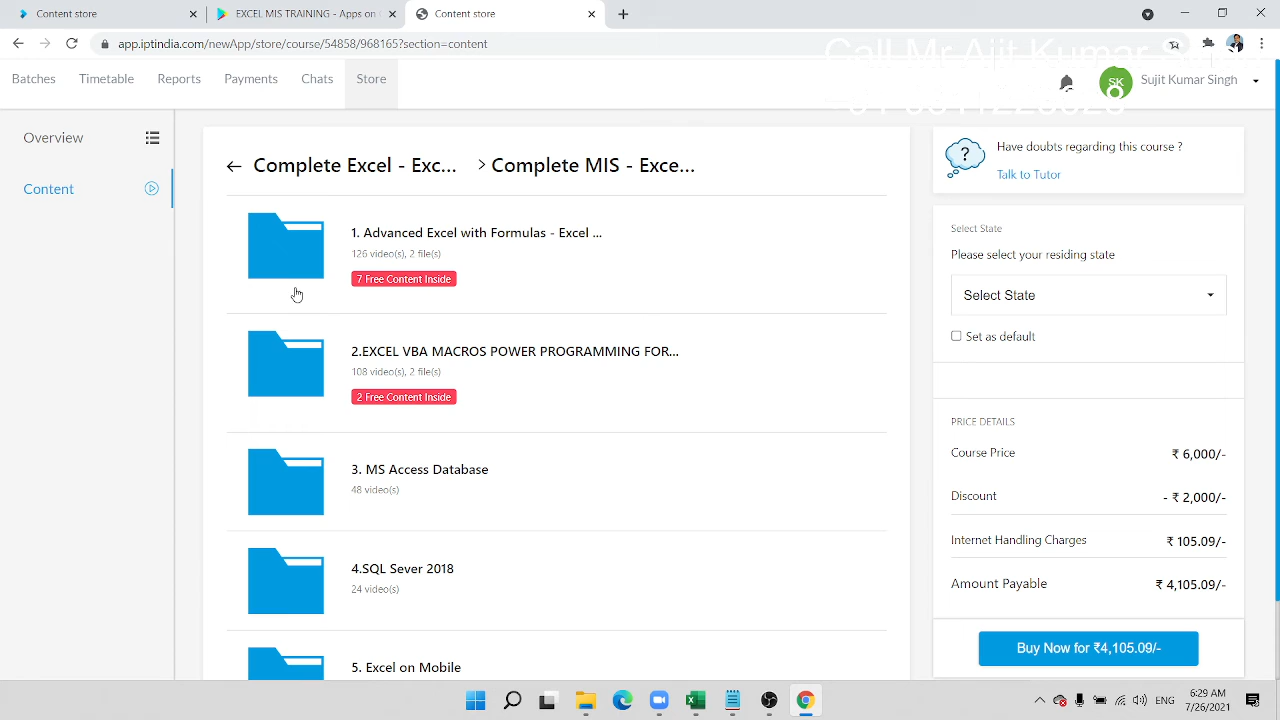 Content store
EXCEL MIS TRAINING - Apps on
Content store
app.iptindia.com/newApp/store/course/54858/968165?section=content
Call Mr Ajit Kumar
Batches
Timetable
Reports
Payments
Chats
Store
SK
Sujit Kumar Singh
Overview
Content
Complete Excel - Exc...
> Complete MIS - Exce...
1. Advanced Excel with Formulas - Excel ...
126 video(s), 2 file(s)
7 Free Content Inside
2.EXCEL VBA MACROS POWER PROGRAMMING FOR...
108 video(s), 2 file(s)
2 Free Content Inside
3. MS Access Database
48 video(s)
4.SQL Sever 2018
24 video(s)
5. Excel on Mobile
?
Have doubts regarding this course ?
Talk to Tutor
Select State
Please select your residing state
Select State
Set as default
PRICE DETAILS
Course Price
₹ 6,000/-
Discount
- ₹ 2,000/-
Internet Handling Charges
₹ 105.09/-
Amount Payable
₹ 4,105.09/-
Buy Now for ₹4,105.09/-
ENG
6:29 AM
7/26/2021